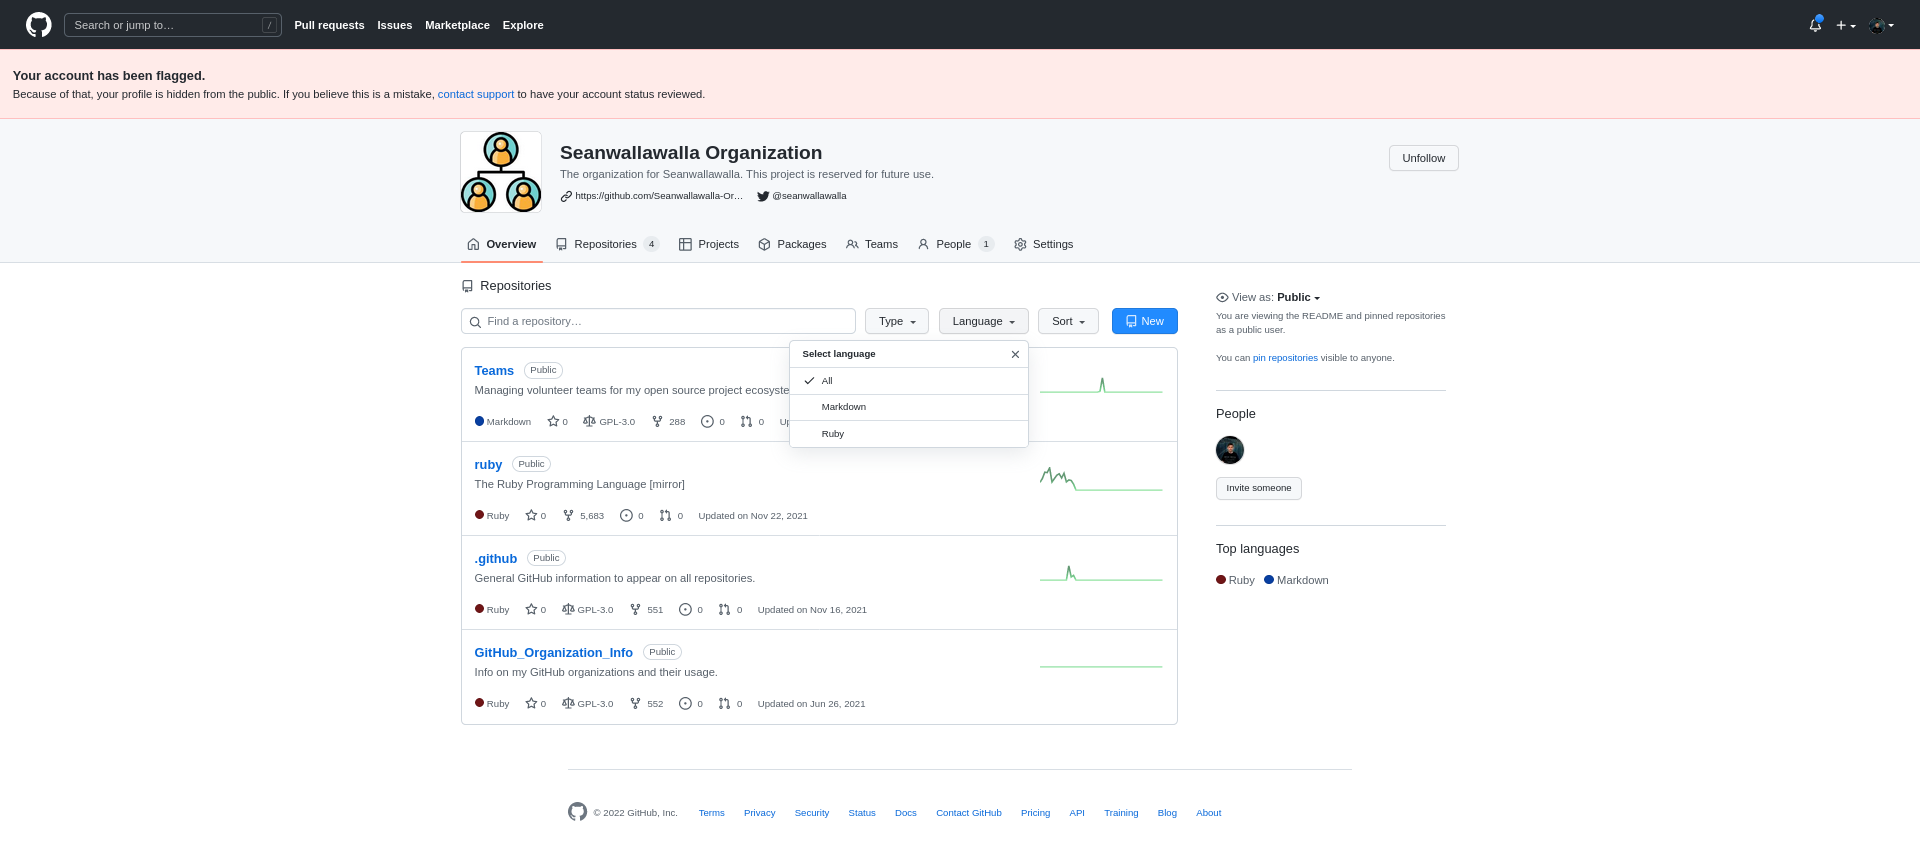 Search or jump to… / Pull requests Issues Marketplace Explore
Your account has been flagged.
Because of that, your profile is hidden from the public. If you believe this is a mistake, contact support to have your account status reviewed.
Seanwallawalla Organization
Unfollow
The organization for Seanwallawalla. This project is reserved for future use.
https://github.com/Seanwallawalla-Or… @seanwallawalla
Overview Repositories 4 Projects Packages Teams People 1 Settings
Repositories
Find a repository… Type Language Sort New
Select language
All
Markdown
Ruby
Teams Public
Managing volunteer teams for my open source project ecosyste
Markdown 0 GPL-3.0 288 0 0 Up
ruby Public
The Ruby Programming Language [mirror]
Ruby 0 5,683 0 0 Updated on Nov 22, 2021
.github Public
General GitHub information to appear on all repositories.
Ruby 0 GPL-3.0 551 0 0 Updated on Nov 16, 2021
GitHub_Organization_Info Public
Info on my GitHub organizations and their usage.
Ruby 0 GPL-3.0 552 0 0 Updated on Jun 26, 2021
View as: Public
You are viewing the README and pinned repositories
as a public user.
You can pin repositories visible to anyone.
People
Invite someone
Top languages
Ruby Markdown
© 2022 GitHub, Inc. Terms Privacy Security Status Docs Contact GitHub Pricing API Training Blog About